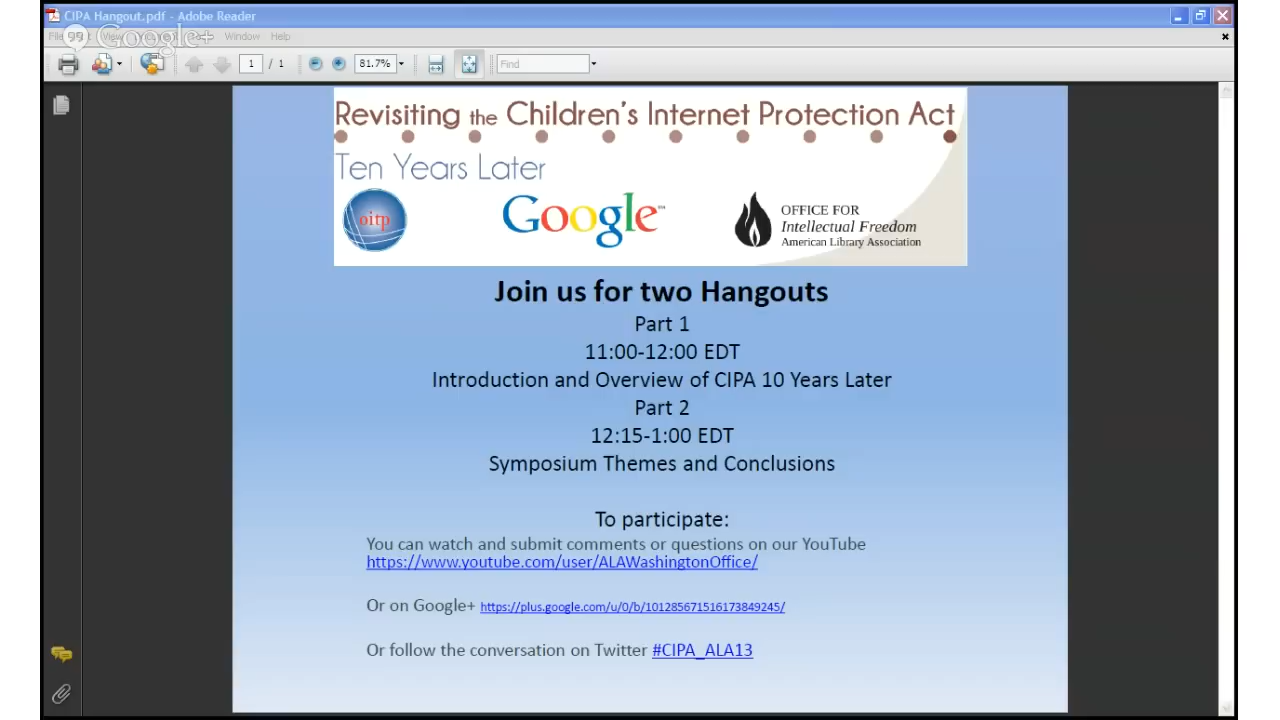 CIPA Hangout.pdf - Adobe Reader
Google+
Window Help
1 / 1
81.7%
Find
Revisiting the Children's Internet Protection Act
Ten Years Later
oitp
Google™
OFFICE FOR
Intellectual Freedom
American Library Association
Join us for two Hangouts
Part 1
11:00-12:00 EDT
Introduction and Overview of CIPA 10 Years Later
Part 2
12:15-1:00 EDT
Symposium Themes and Conclusions
To participate:
You can watch and submit comments or questions on our YouTube
https://www.youtube.com/user/ALAWashingtonOffice/
Or on Google+ https://plus.google.com/u/0/b/101285671516173849245/
Or follow the conversation on Twitter #CIPA_ALA13